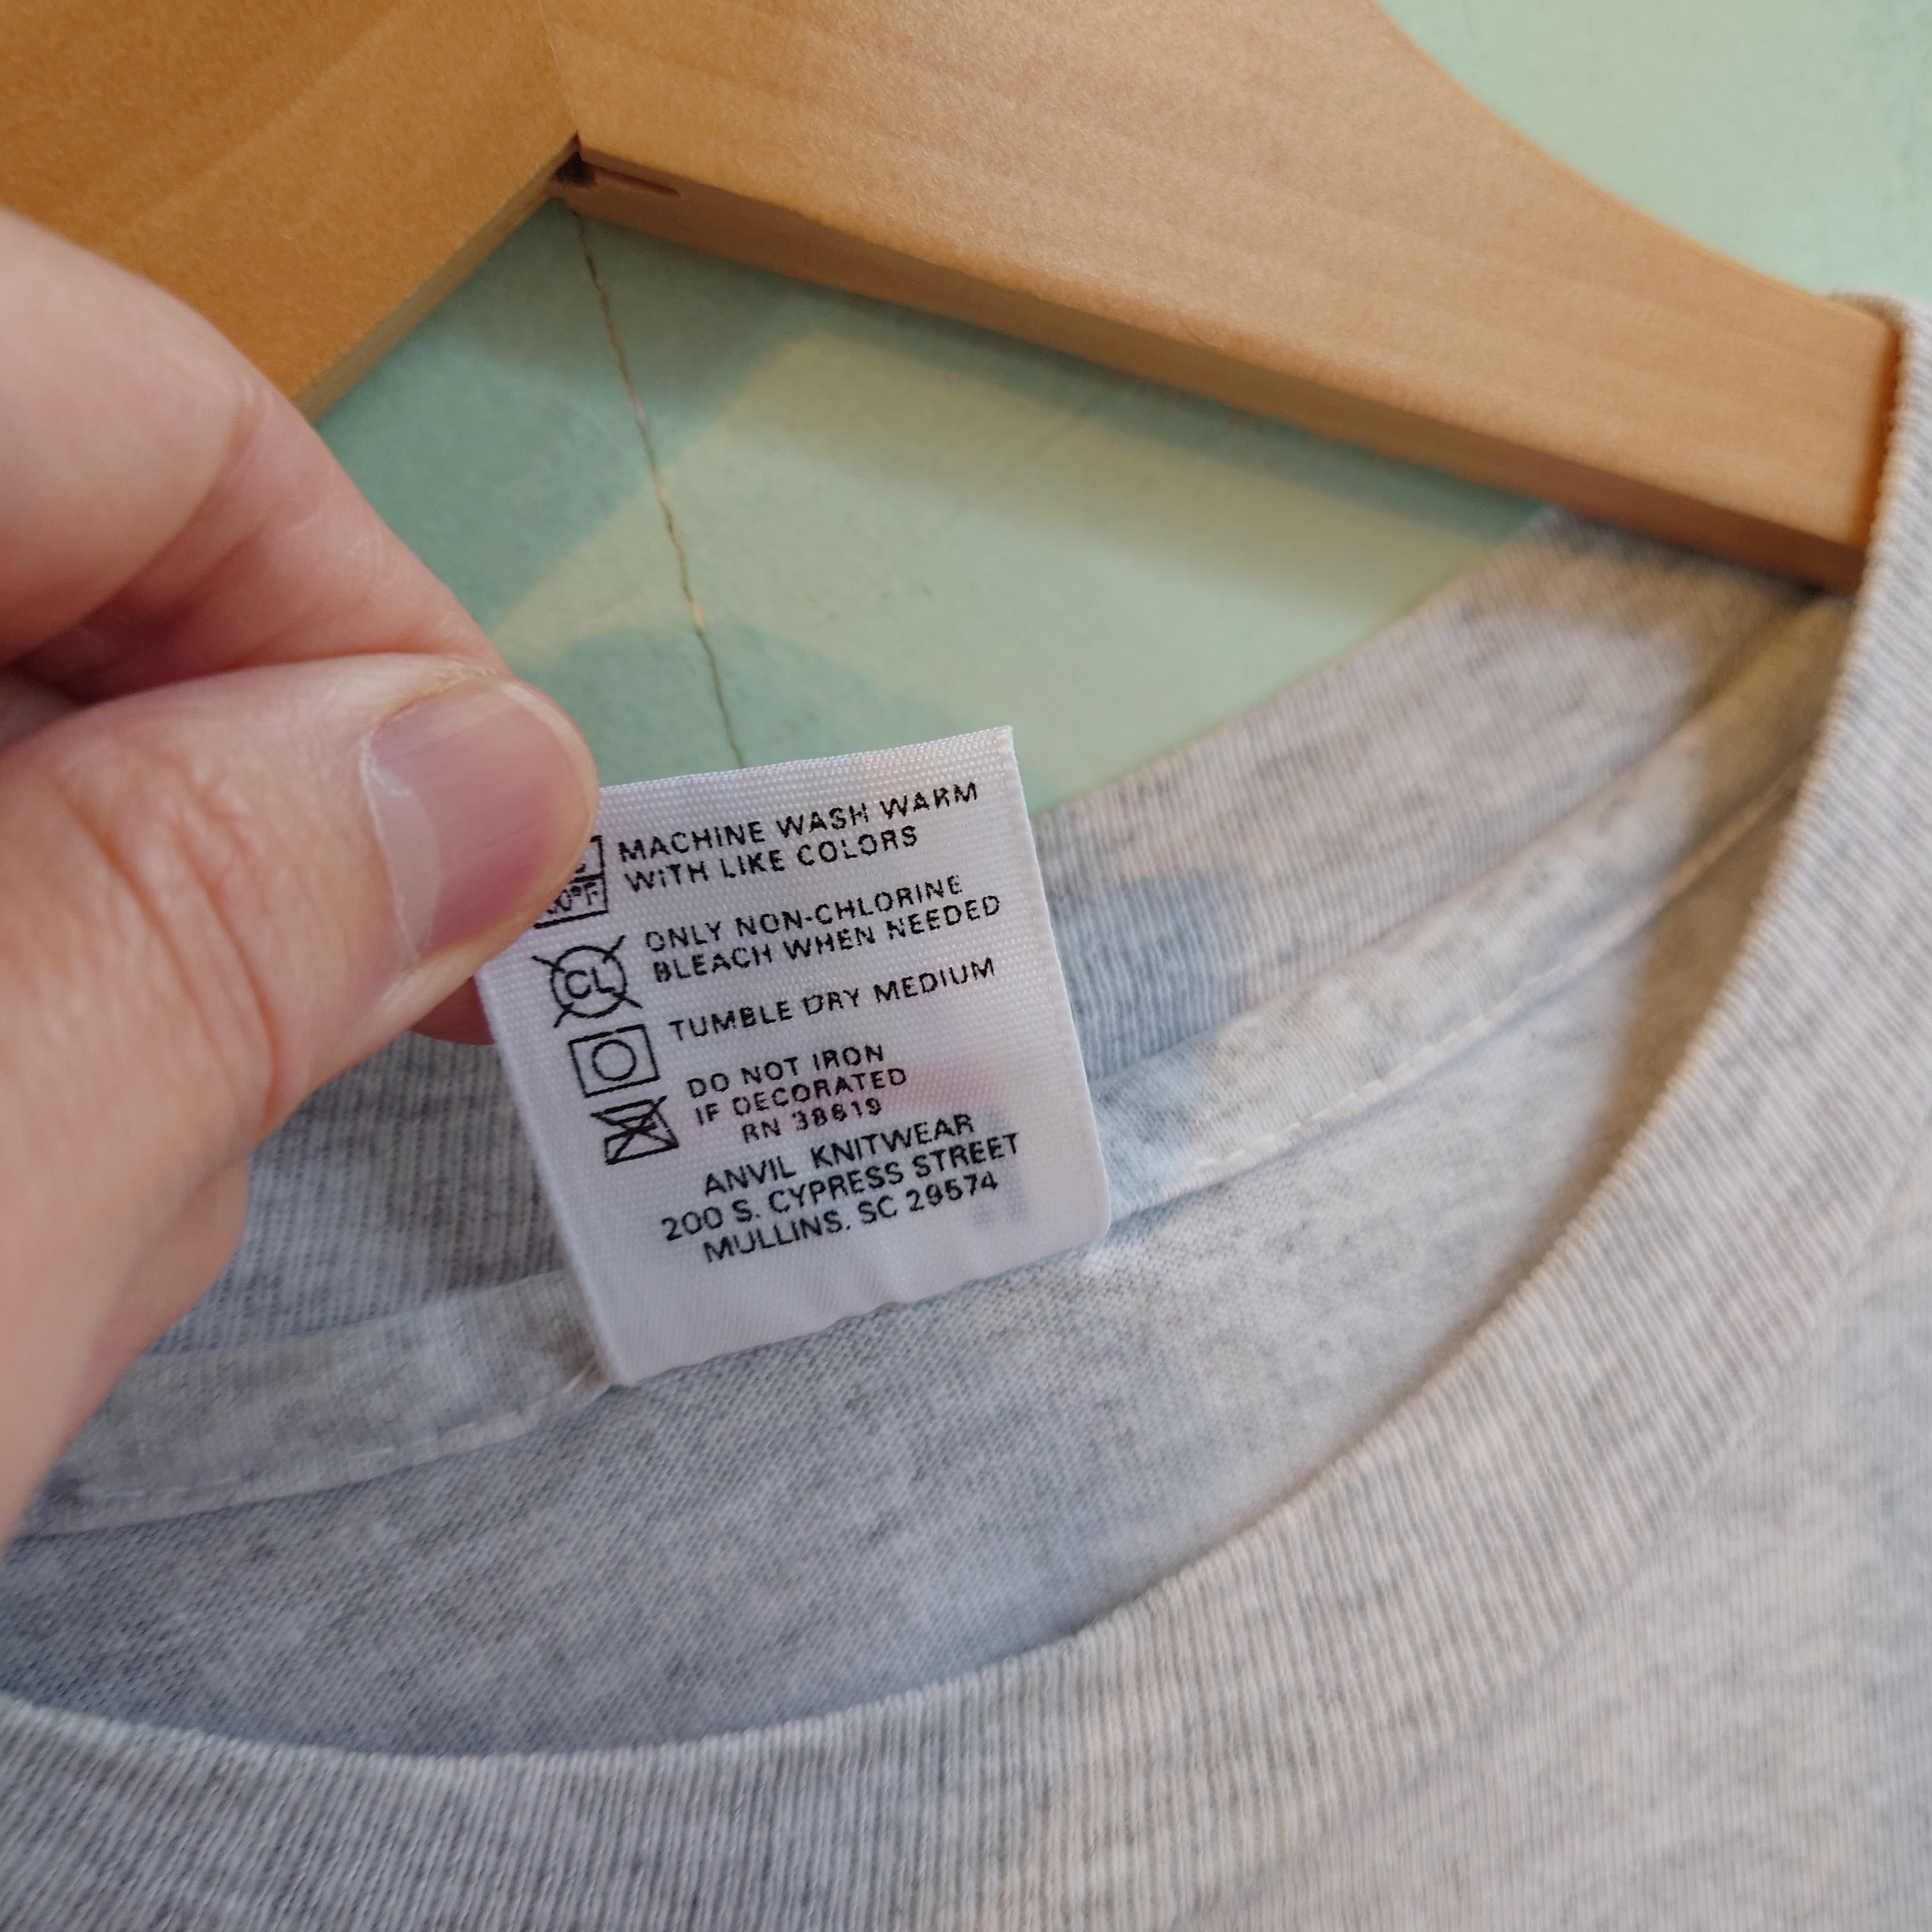 MACHINE WASH WARM
WITH LIKE COLORS
ONLY NON-CHLORINE
BLEACH WHEN NEEDED
CL
TUMBLE DRY MEDIUM
DO NOT IRON
IF DECORATED
RN 38619
ANVIL KNITWEAR
200 S. CYPRESS STREET
MULLINS. SC 29574